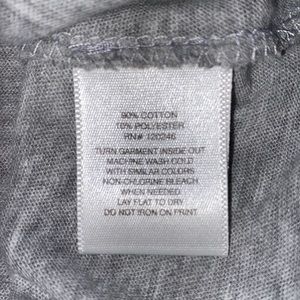 90% COTTON
10% POLYESTER
RN# 120246
TURN GARMENT INSIDE OUT
MACHINE WASH COLD
WITH SIMILAR COLORS
NON-CHLORINE BLEACH
WHEN NEEDED
LAY FLAT TO DRY
DO NOT IRON ON PRINT